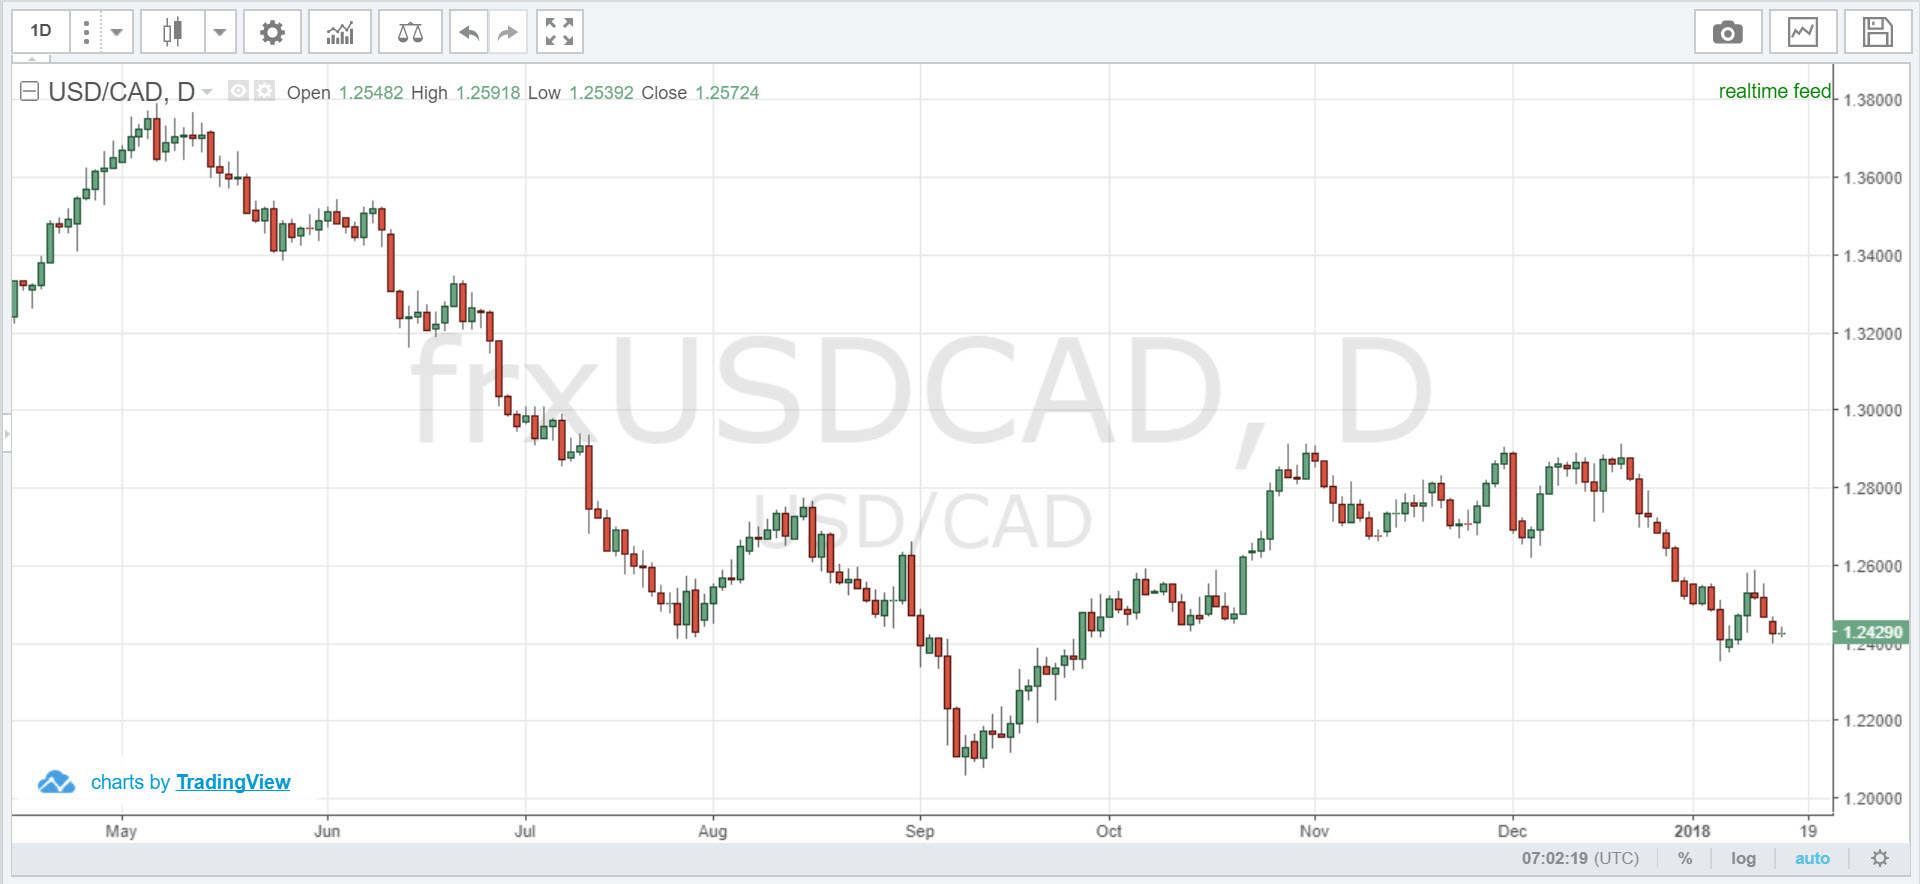 1D
USD/CAD, D Open 1.25482 High 1.25918 Low 1.25392 Close 1.25724
realtime feed
1.38000
1.36000
1.34000
1.32000
1.30000
1.28000
1.26000
1.24290
1.24000
1.22000
1.20000
frxUSDCAD, D
USD/CAD
charts by TradingView
May Jun Jul Aug Sep Oct Nov Dec 2018 19
07:02:19 (UTC) % log auto